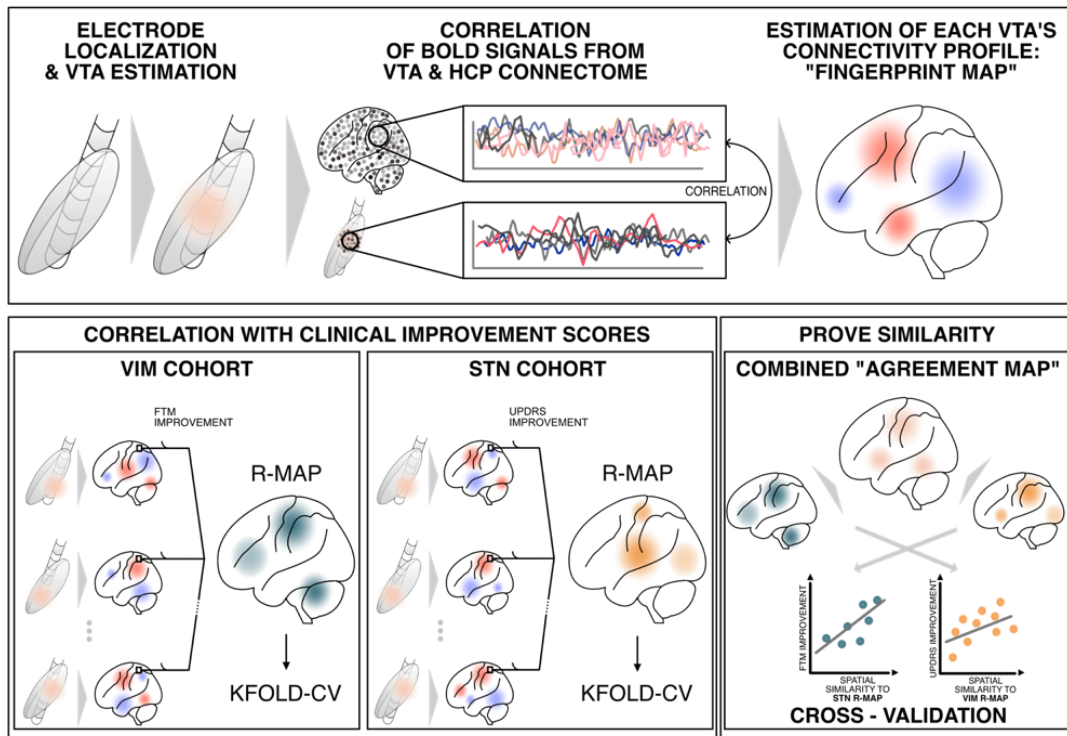 ELECTRODE
LOCALIZATION
& VTA ESTIMATION
CORRELATION
OF BOLD SIGNALS FROM
VTA & HCP CONNECTOME
CORRELATION
ESTIMATION OF EACH VTA'S
CONNECTIVITY PROFILE:
"FINGERPRINT MAP"
CORRELATION WITH CLINICAL IMPROVEMENT SCORES
VIM COHORT
FTM
IMPROVEMENT
R-MAP
KFOLD-CV
STN COHORT
UPDRS
IMPROVEMENT
R-MAP
KFOLD-CV
PROVE SIMILARITY
COMBINED "AGREEMENT MAP"
FTM IMPROVEMENT
SPATIAL
SIMILARITY TO
STN R-MAP
UPDRS IMPROVEMENT
SPATIAL
SIMILARITY TO
VIM R-MAP
CROSS - VALIDATION